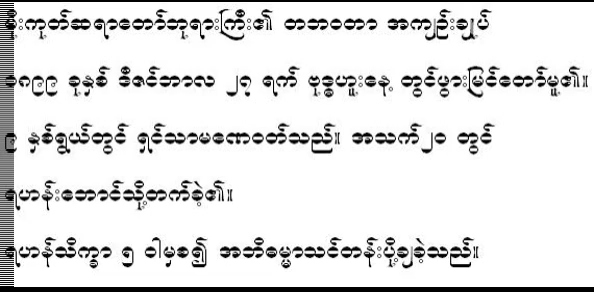 မိုးကုတ်ဆရာတော်ဘုရားကြီး၏ တဘဝတာ အကျဉ်းချုပ်
၁၈၉၉ ခုနှစ် ဒီဇင်ဘာလ ၂၇ ရက် ဗုဒ္ဓဟူးနေ့ တွင်ဖွားမြင်တော်မူ၏။
၉ နှစ်ရွယ်တွင် ရှင်သာမဏေဝတ်သည်။ အသက်၂၀ တွင်
ရဟန်းဘောင်သို့တက်ခဲ့၏။
ရဟန်သိက္ခာ ၅ ဝါမှစ၍ အဘိဓမ္မာသင်တန်းပို့ချခဲ့သည်။